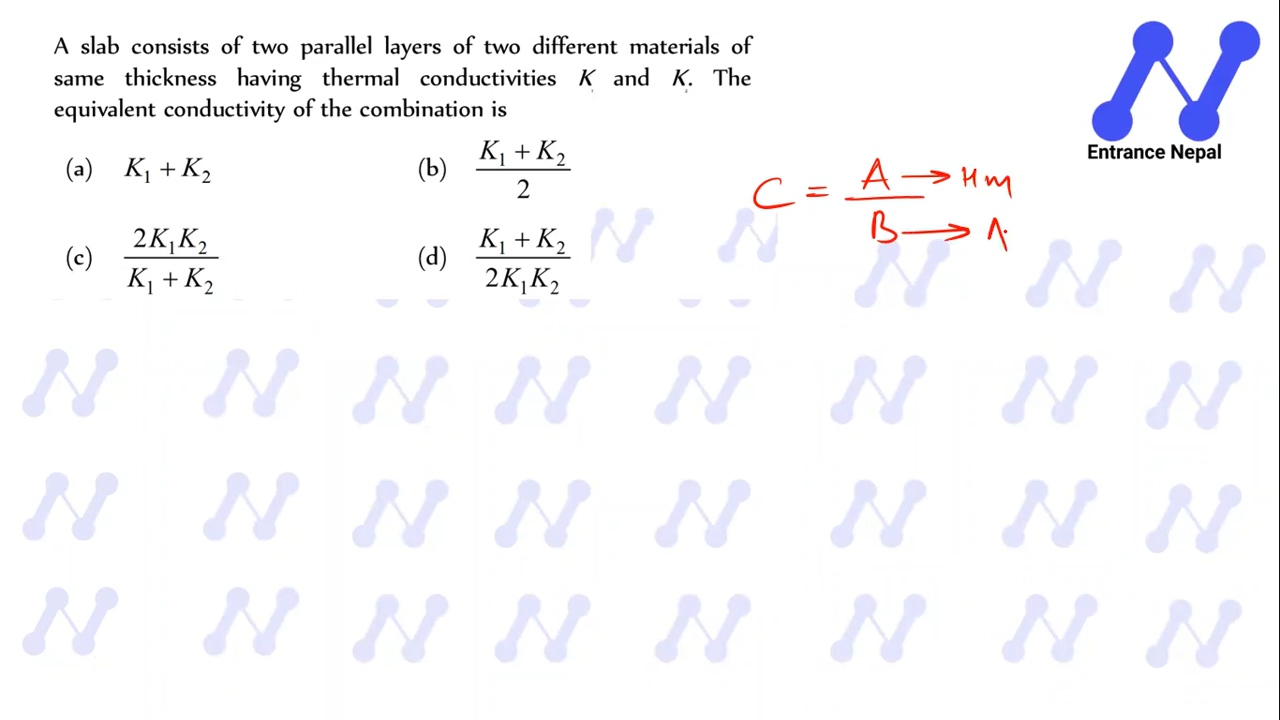 A slab consists of two parallel layers of two different materials of
same thickness having thermal conductivities K and K. The
equivalent conductivity of the combination is
(a) K₁ + K₂ (b) (K₁ + K₂)/2
(c) 2K₁K₂/(K₁ + K₂) (d) (K₁ + K₂)/2K₁K₂
Entrance Nepal
C = A/B
A → Hm
B → A